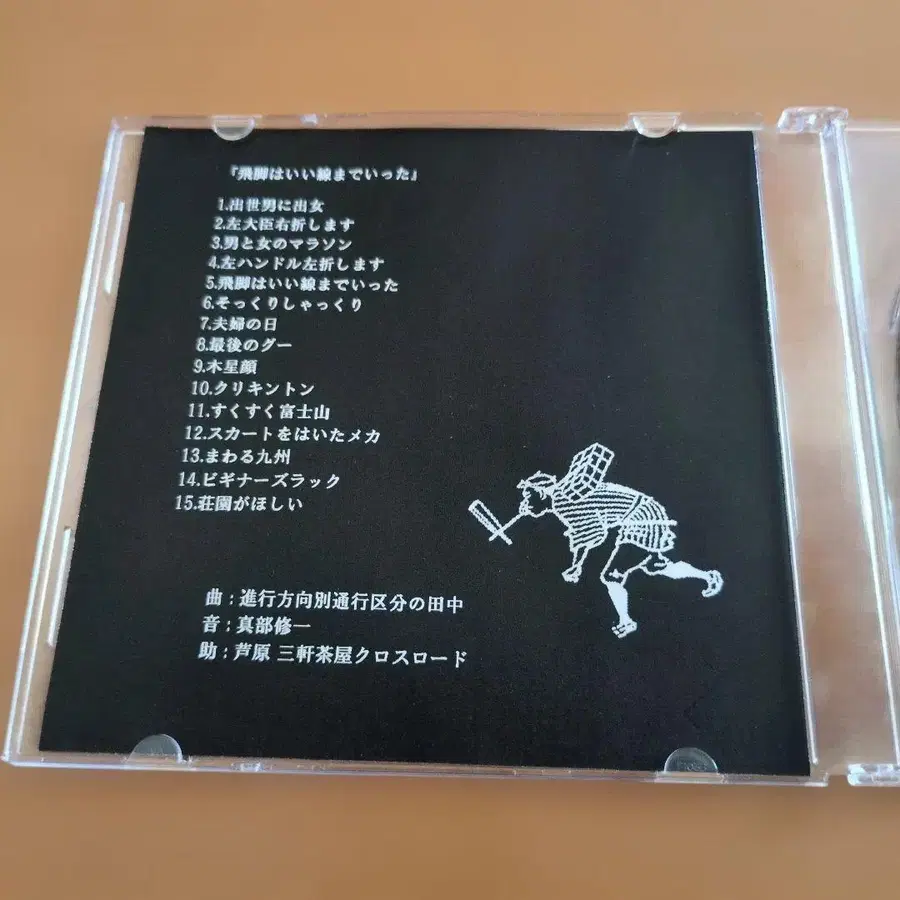 『飛脚はいい線までいった』
1.出世男に出女
2.左大臣右折します
3.男と女のマラソン
4.左ハンドル左折します
5.飛脚はいい線までいった
6.そっくりしゃっくり
7.夫婦の日
8.最後のグー
9.木星顔
10.クリキントン
11.すくすく富士山
12.スカートをはいたメカ
13.まわる九州
14.ビギナーズラック
15.荘園がほしい
曲：進行方向別通行区分の田中
音：真部修一
助：芦原 三軒茶屋クロスロード